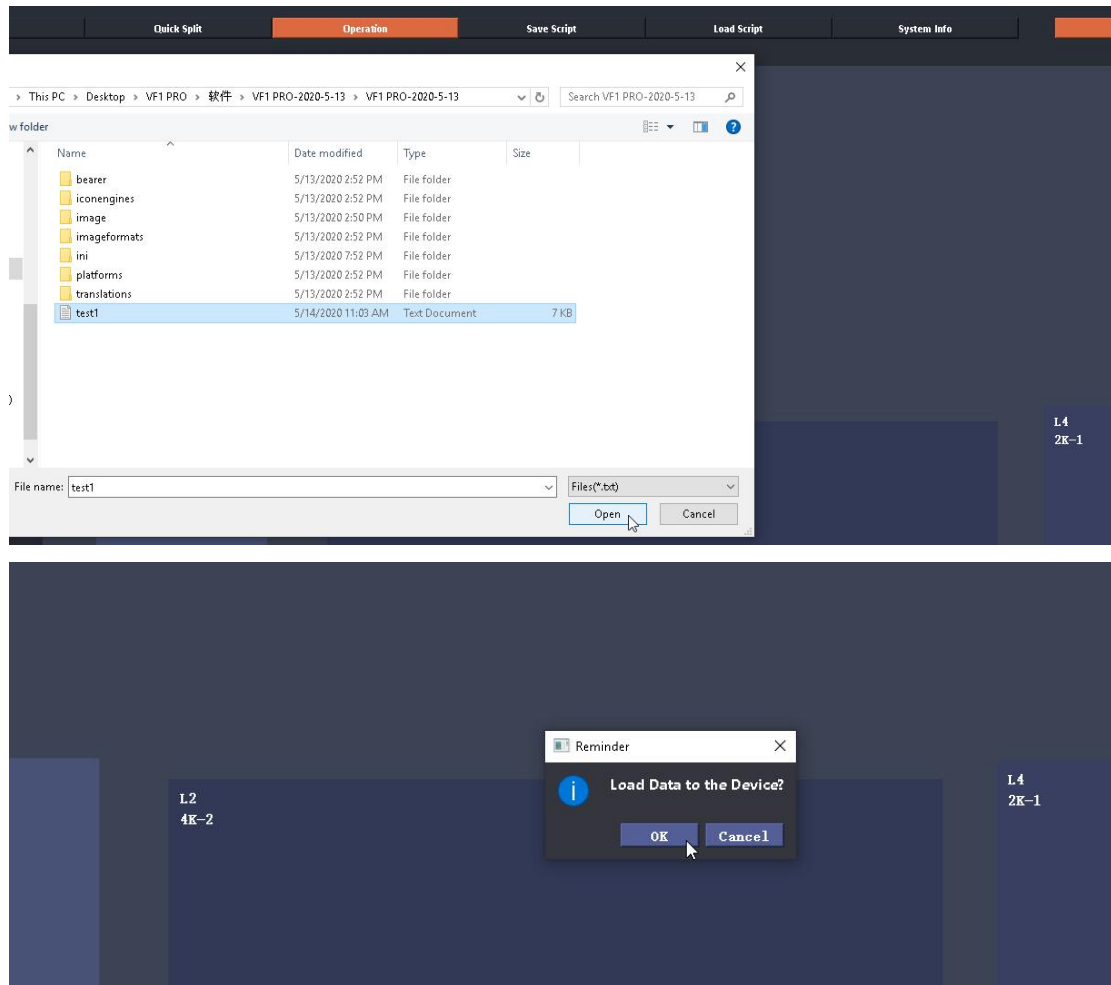 Quick Split Operation Save Script Load Script System Info
This PC > Desktop > VF1 PRO > 软件 > VF1 PRO-2020-5-13 > VF1 PRO-2020-5-13
Search VF1 PRO-2020-5-13
w folder
Name Date modified Type Size
bearer 5/13/2020 2:52 PM File folder
iconengines 5/13/2020 2:52 PM File folder
image 5/13/2020 2:50 PM File folder
imageformats 5/13/2020 2:52 PM File folder
ini 5/13/2020 7:52 PM File folder
platforms 5/13/2020 2:52 PM File folder
translations 5/13/2020 2:52 PM File folder
test1 5/14/2020 11:03 AM Text Document 7 KB
)
L4
2K-1
File name: test1 Files(*.txt)
Open Cancel
Reminder
Load Data to the Device?
OK Cancel
L2
4K-2
L4
2K-1